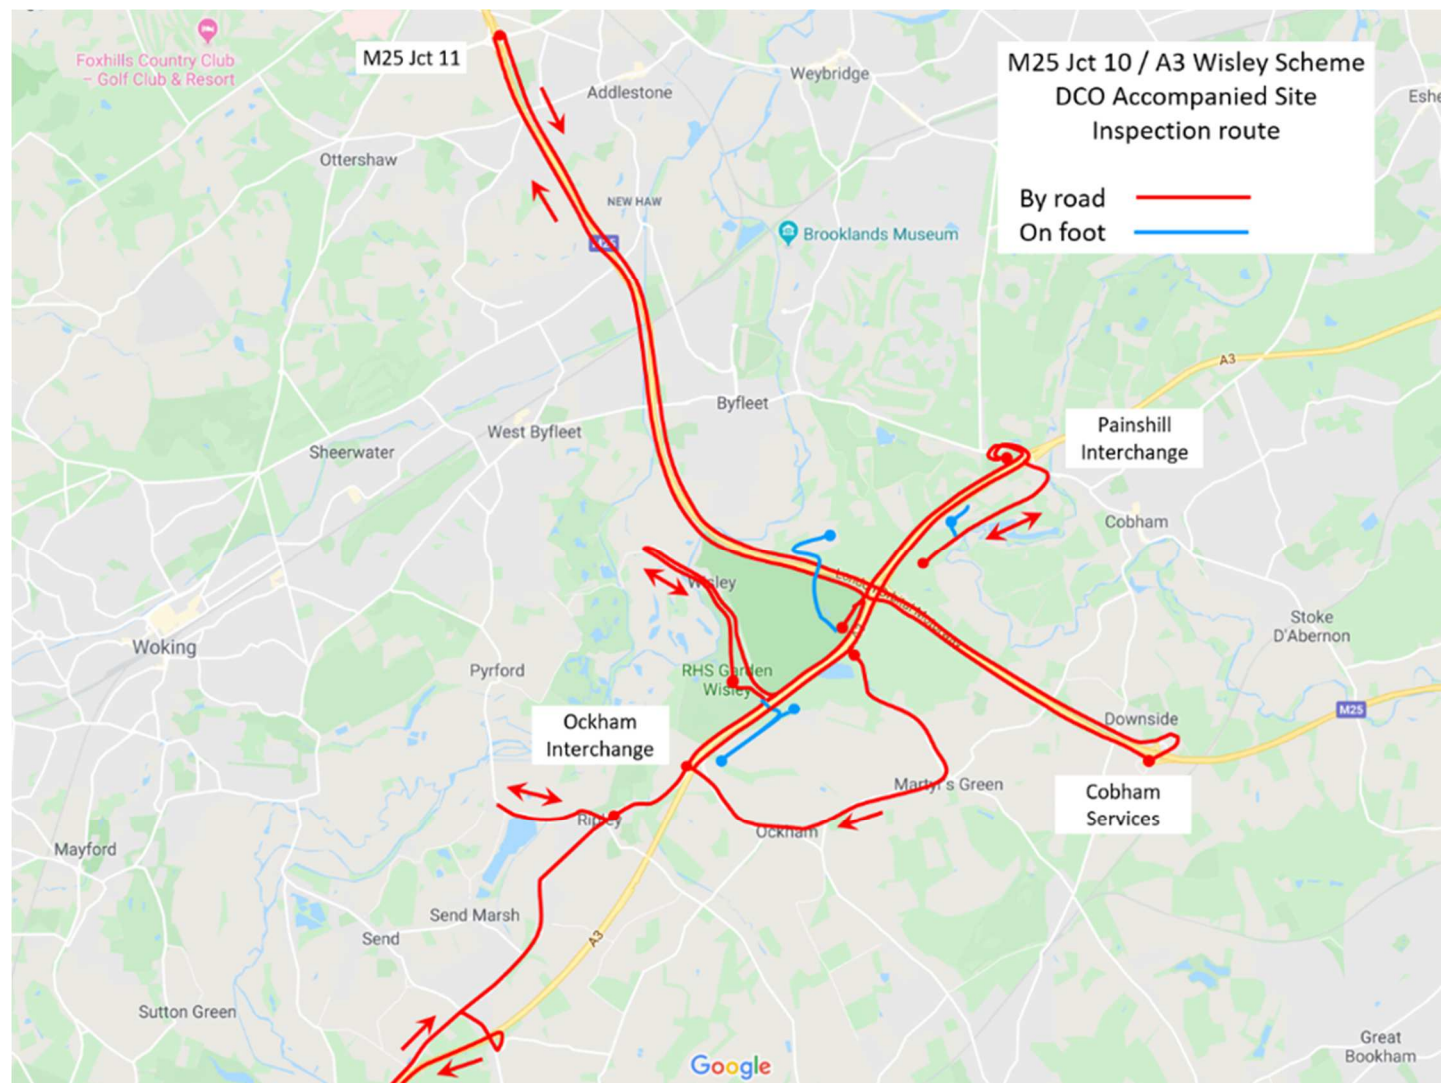 Foxhills Country Club
– Golf Club & Resort
M25 Jct 11
Addlestone
Weybridge
M25 Jct 10 / A3 Wisley Scheme
DCO Accompanied Site
Inspection route
By road
On foot
Ottershaw
NEW HAW
Brooklands Museum
A3
Byfleet
West Byfleet
Sheerwater
Painshill
Interchange
Cobham
Wisley
Stoke
D'Abernon
Woking
Pyrford
RHS Garden
Wisley
Ockham
Interchange
Downside
M25
Martyr's Green
Cobham
Services
Ripley
Ockham
Mayford
Send Marsh
Send
A3
Sutton Green
Great
Bookham
Google